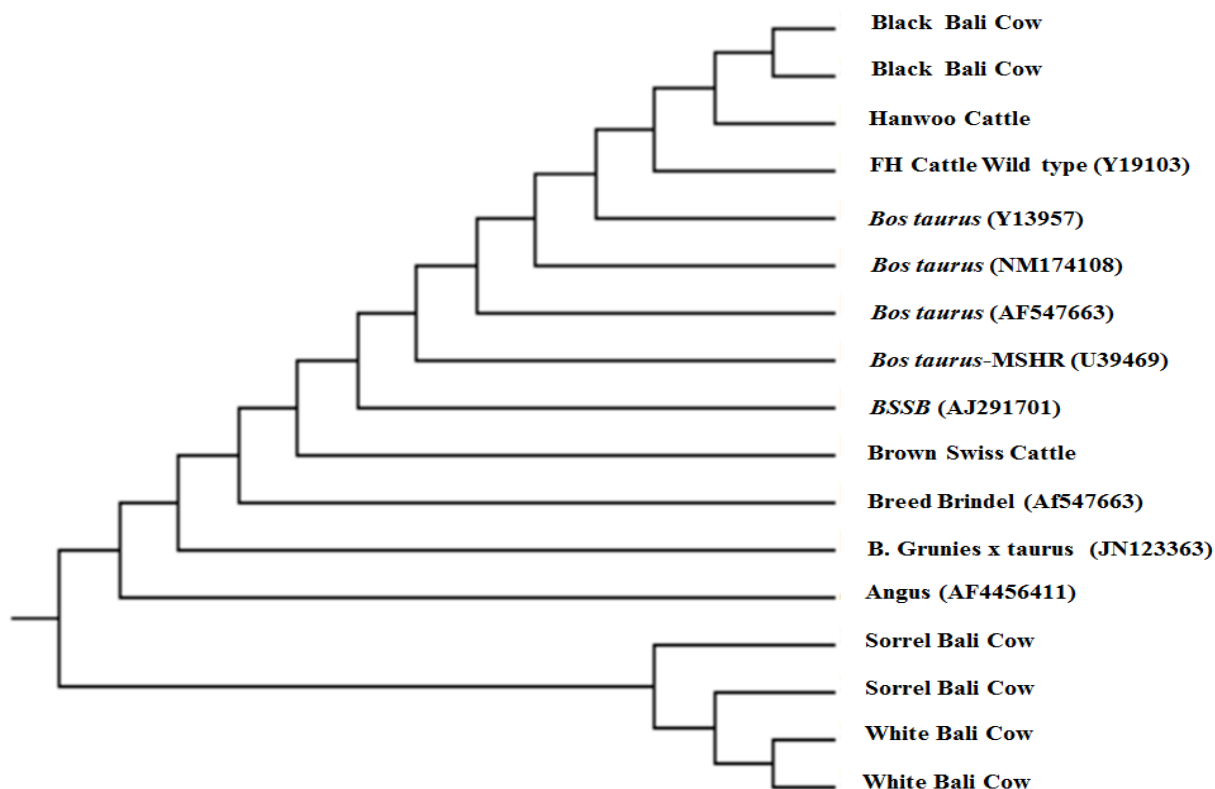 Black Bali Cow
Black Bali Cow
Hanwoo Cattle
FH Cattle Wild type (Y19103)
Bos taurus (Y13957)
Bos taurus (NM174108)
Bos taurus (AF547663)
Bos taurus-MSHR (U39469)
BSSB (AJ291701)
Brown Swiss Cattle
Breed Brindel (Af547663)
B. Grunies x taurus (JN123363)
Angus (AF4456411)
Sorrel Bali Cow
Sorrel Bali Cow
White Bali Cow
White Bali Cow